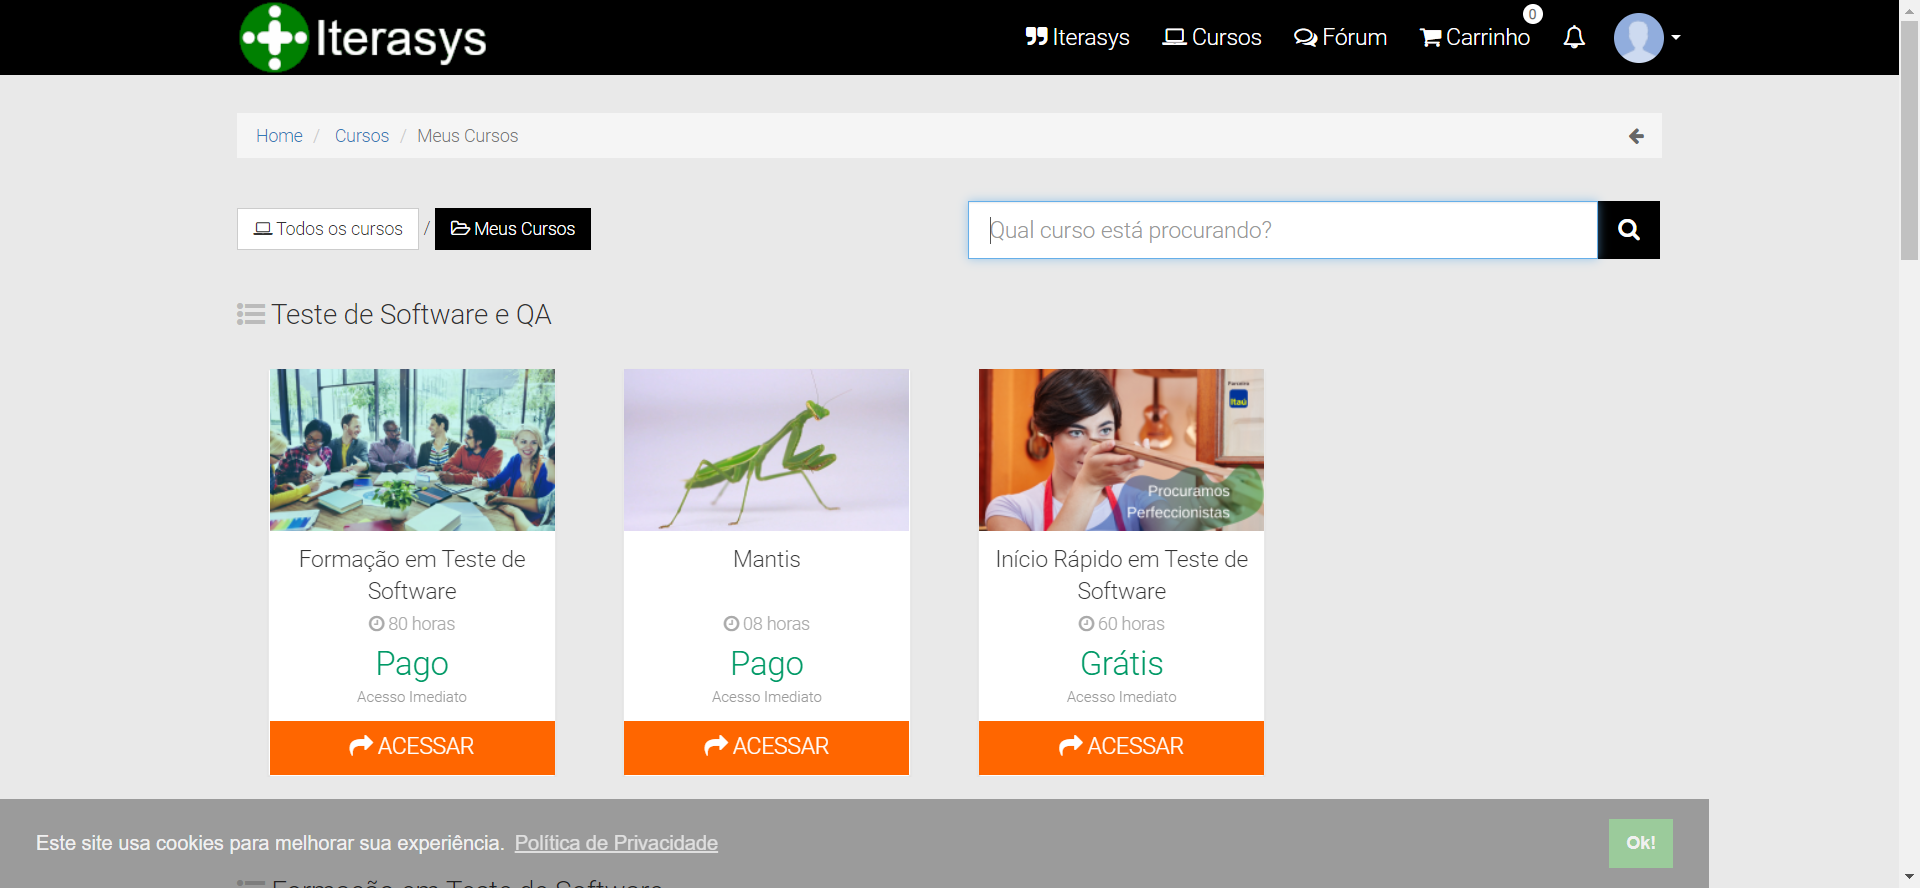 Iterasys
Iterasys
Cursos
Fórum
Carrinho
0
Home / Cursos / Meus Cursos
Todos os cursos / Meus Cursos
Qual curso está procurando?
Teste de Software e QA
Parceiro
Itaú
Procuramos
Perfeccionistas
Formação em Teste de
Software
80 horas
Pago
Acesso Imediato
ACESSAR
Mantis
08 horas
Pago
Acesso Imediato
ACESSAR
Início Rápido em Teste de
Software
60 horas
Grátis
Acesso Imediato
ACESSAR
Este site usa cookies para melhorar sua experiência. Política de Privacidade
Ok!
Formação em Teste de Software